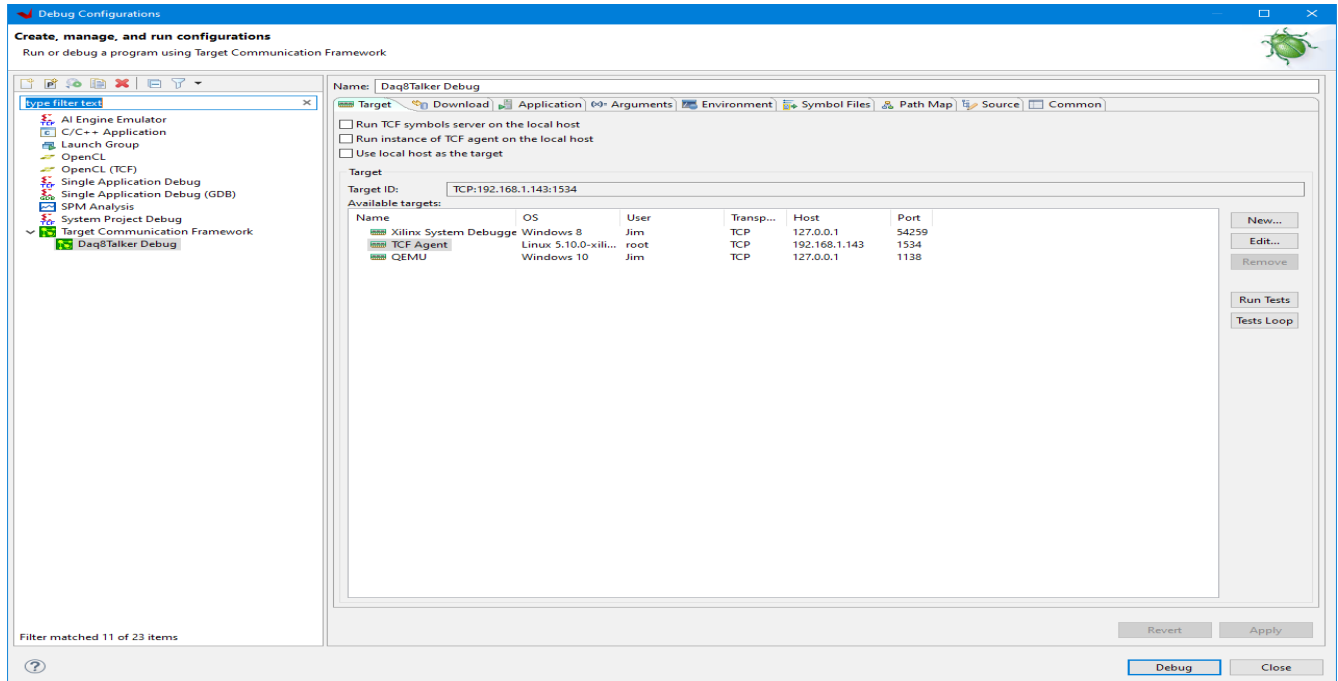 Debug Configurations
Create, manage, and run configurations
Run or debug a program using Target Communication Framework
type filter text
AI Engine Emulator
C/C++ Application
Launch Group
OpenCL
OpenCL (TCF)
Single Application Debug
Single Application Debug (GDB)
SPM Analysis
System Project Debug
Target Communication Framework
Daq8Talker Debug
Filter matched 11 of 23 items
Name: Daq8Talker Debug
Target Download Application Arguments Environment Symbol Files Path Map Source Common
Run TCF symbols server on the local host
Run instance of TCF agent on the local host
Use local host as the target
Target
Target ID: TCP:192.168.1.143:1534
Available targets:
Name OS User Transp... Host Port
Xilinx System Debugge Windows 8 Jim TCP 127.0.0.1 54259
TCF Agent Linux 5.10.0-xili... root TCP 192.168.1.143 1534
QEMU Windows 10 Jim TCP 127.0.0.1 1138
New...
Edit...
Remove
Run Tests
Tests Loop
Revert Apply
Debug Close